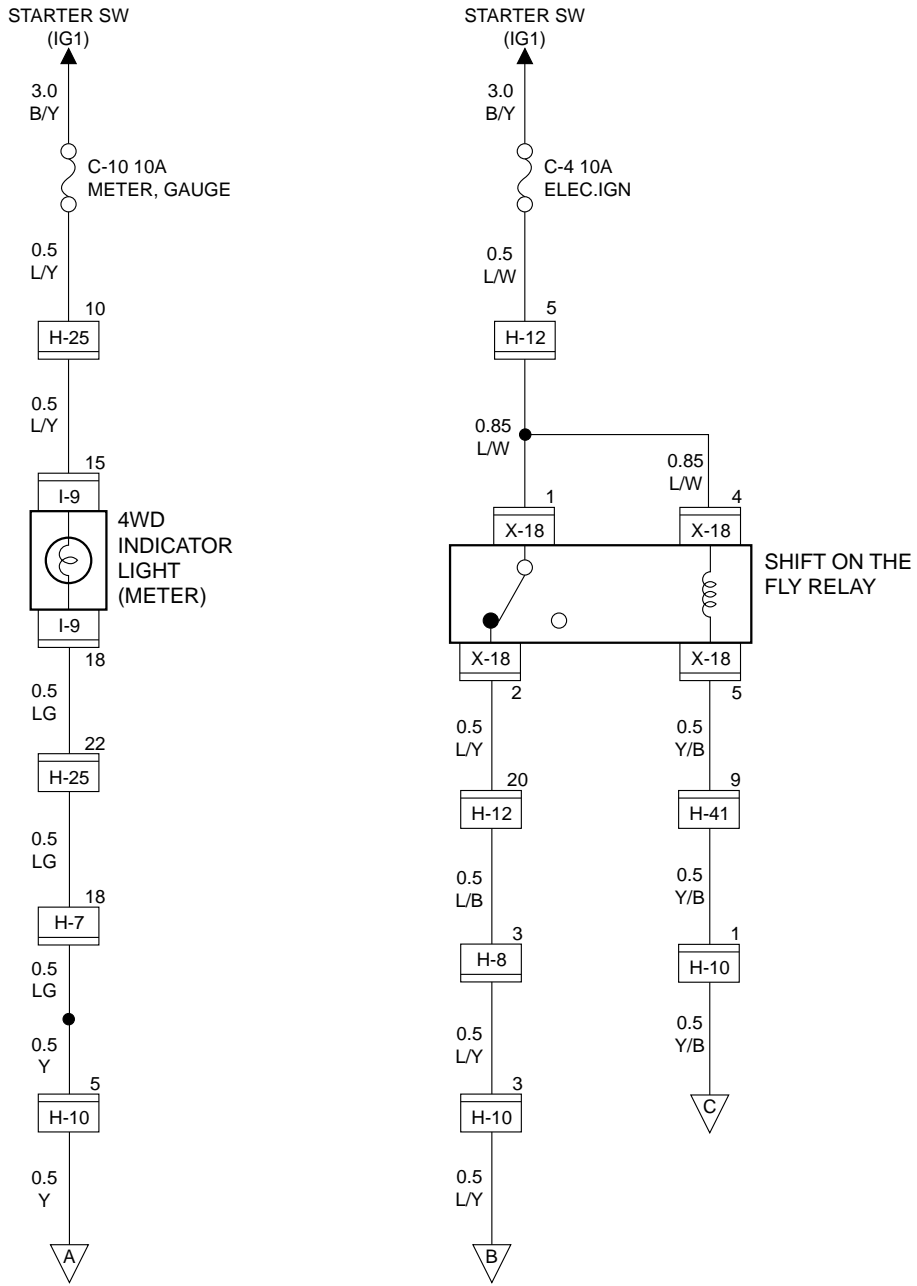 STARTER SW
(IG1)
3.0
B/Y
C-10 10A
METER, GAUGE
0.5
L/Y
10
H-25
0.5
L/Y
15
I-9
4WD
INDICATOR
LIGHT
(METER)
I-9
18
0.5
LG
22
H-25
0.5
LG
18
H-7
0.5
LG
0.5
Y
5
H-10
0.5
Y
A
STARTER SW
(IG1)
3.0
B/Y
C-4 10A
ELEC.IGN
0.5
L/W
5
H-12
0.85
L/W
0.85
L/W
1
X-18
4
X-18
SHIFT ON THE
FLY RELAY
X-18
2
X-18
5
0.5
L/Y
20
H-12
0.5
L/B
3
H-8
0.5
L/Y
3
H-10
0.5
L/Y
B
0.5
Y/B
9
H-41
0.5
Y/B
1
H-10
0.5
Y/B
C